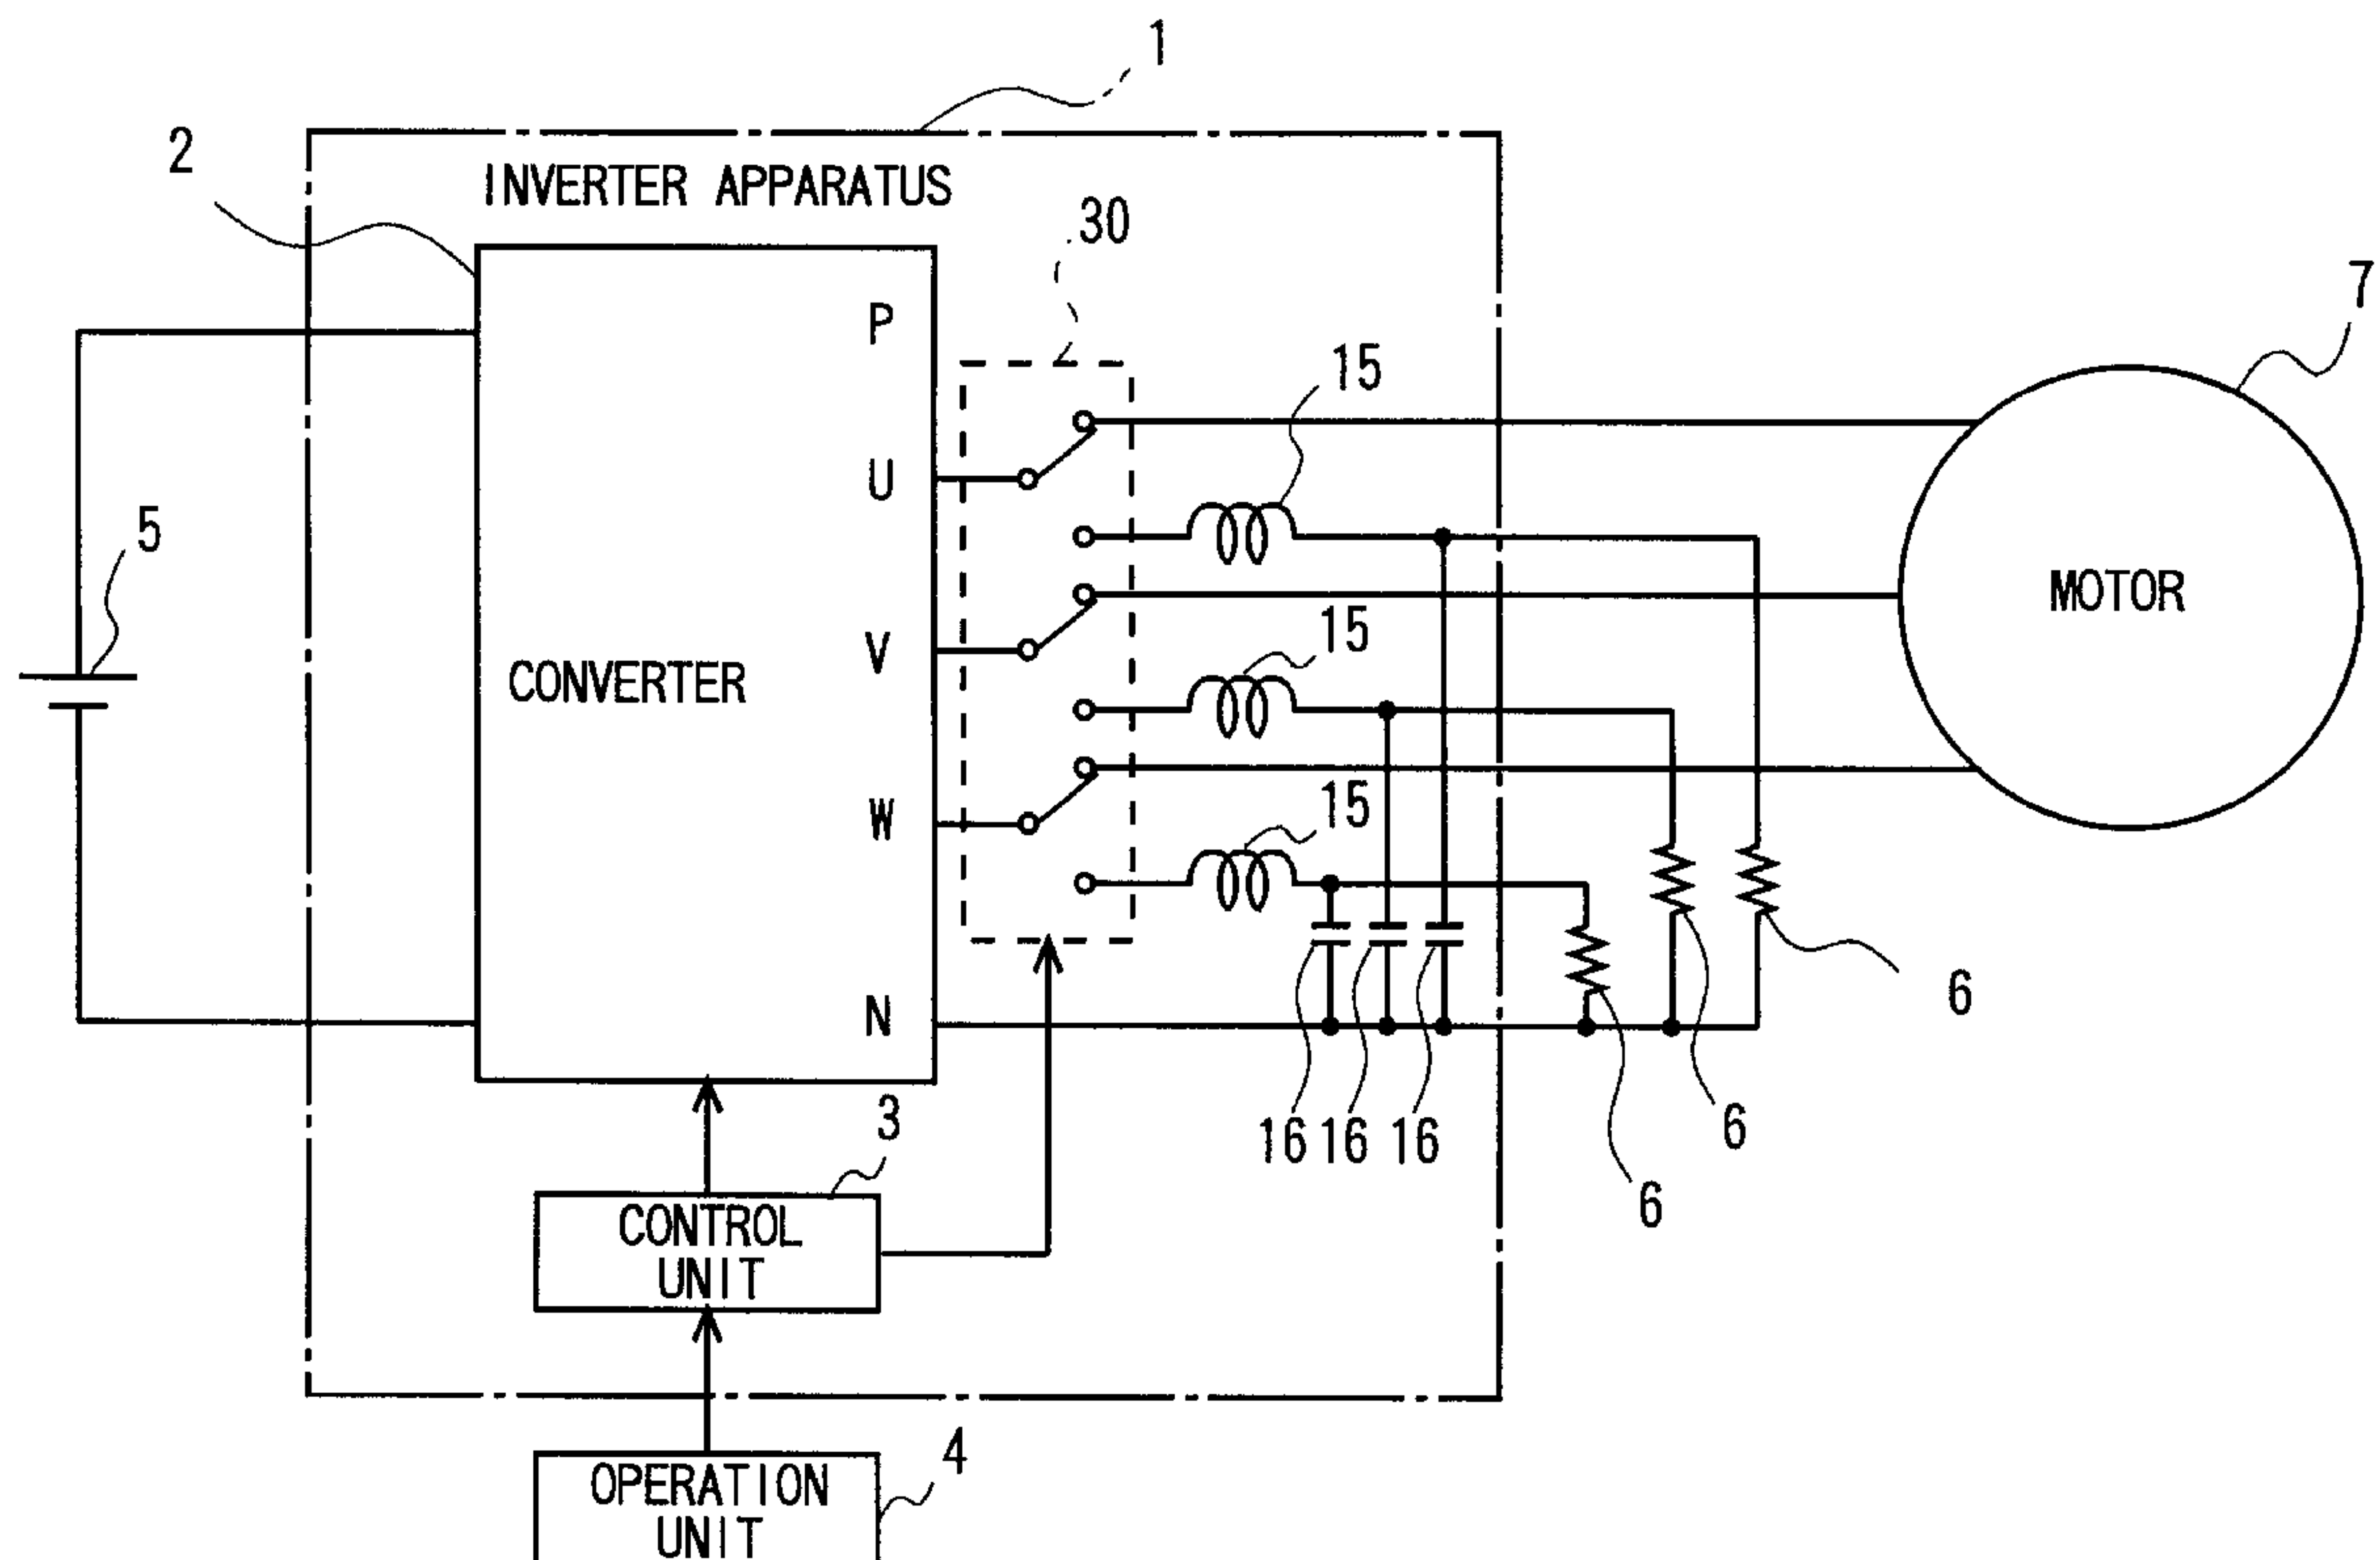 1
2
INVERTER APPARATUS
30
7
P
15
U
5
MOTOR
15
V
CONVERTER
15
W
6
N
3
16 16 16
6
6
CONTROL
UNIT
4
OPERATION
UNIT